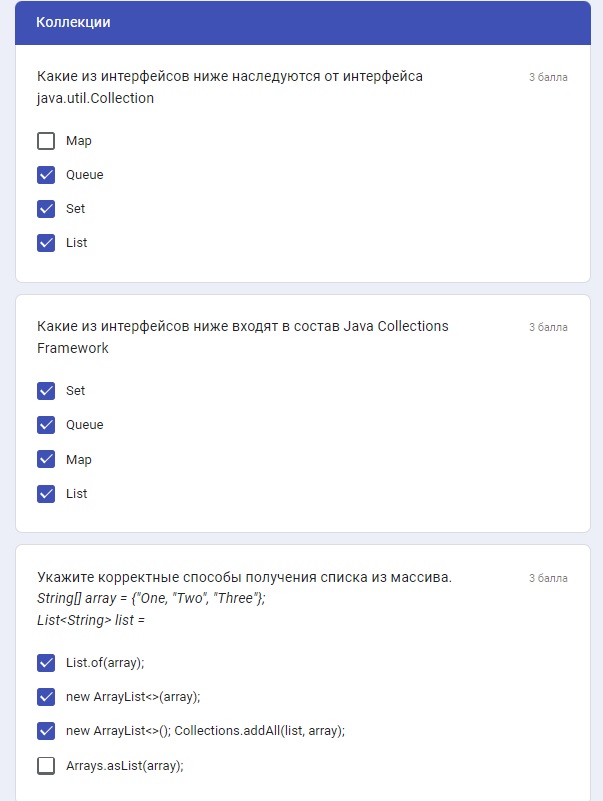 Коллекции
Какие из интерфейсов ниже наследуются от интерфейса
java.util.Collection
3 балла
Map
Queue
Set
List
Какие из интерфейсов ниже входят в состав Java Collections
Framework
3 балла
Set
Queue
Map
List
Укажите корректные способы получения списка из массива.
3 балла
String[] array = {"One, "Two", "Three"};
List<String> list =
List.of(array);
new ArrayList<>(array);
new ArrayList<>(); Collections.addAll(list, array);
Arrays.asList(array);